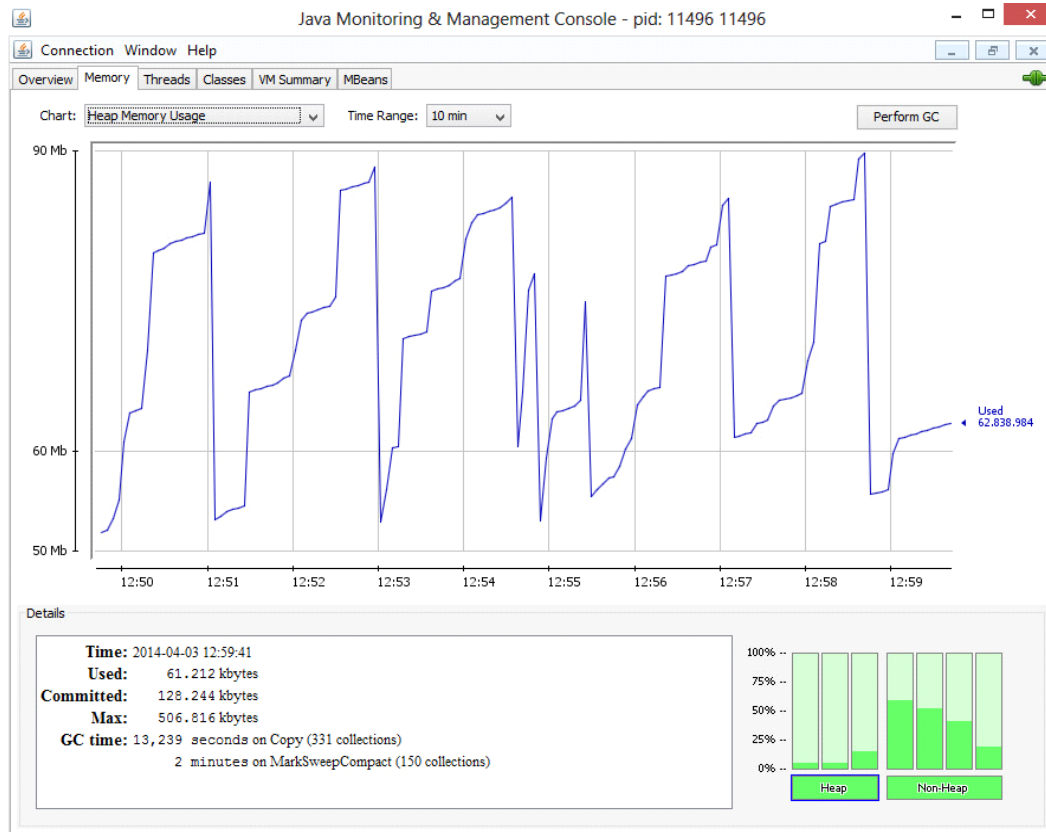 Java Monitoring & Management Console - pid: 11496 11496
Connection Window Help
Overview Memory Threads Classes VM Summary MBeans
Chart: Heap Memory Usage Time Range: 10 min Perform GC
90 Mb
60 Mb
50 Mb
Used
62.838.984
12:50 12:51 12:52 12:53 12:54 12:55 12:56 12:57 12:58 12:59
Details
Time: 2014-04-03 12:59:41
Used: 61.212 kbytes
Committed: 128.244 kbytes
Max: 506.816 kbytes
GC time: 13,239 seconds on Copy (331 collections)
2 minutes on MarkSweepCompact (150 collections)
100% --
75% --
50% --
25% --
0% --
Heap Non-Heap